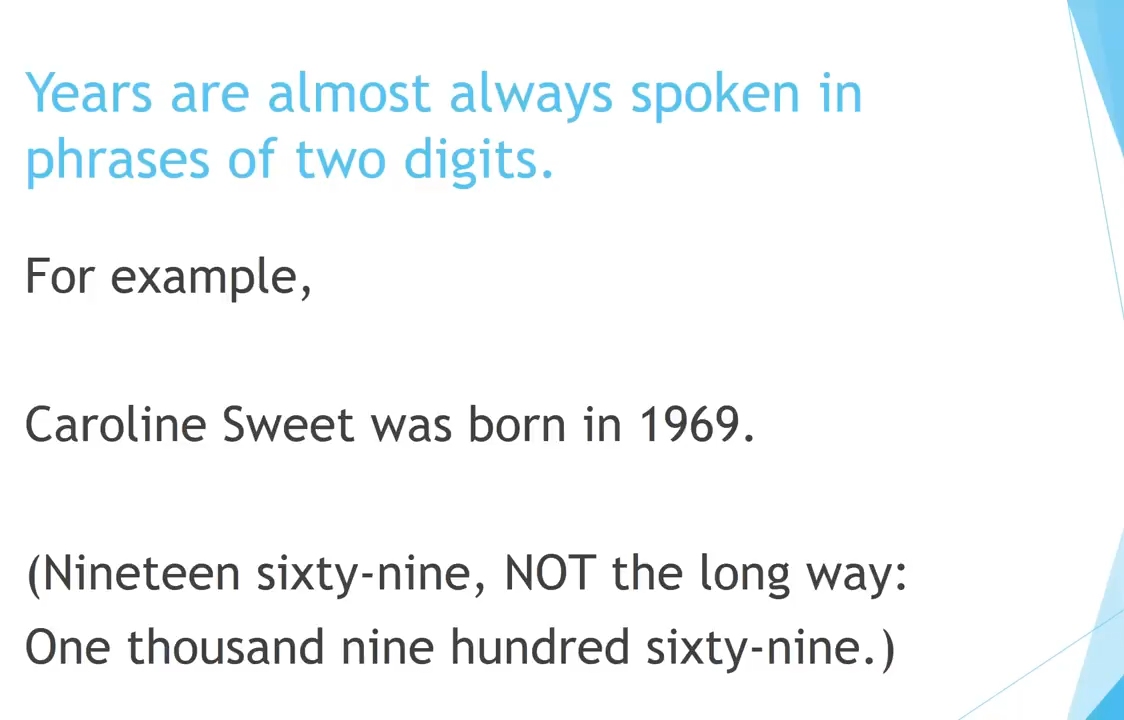 Years are almost always spoken in
phrases of two digits.
For example,
Caroline Sweet was born in 1969.
(Nineteen sixty-nine, NOT the long way:
One thousand nine hundred sixty-nine.)